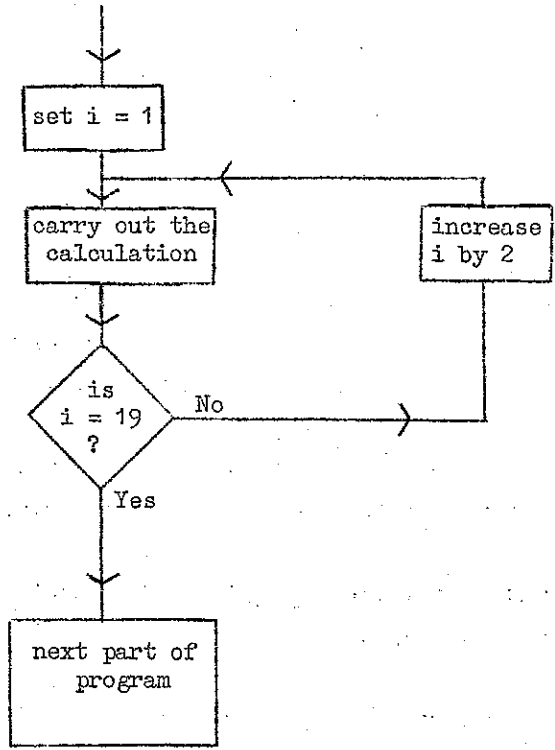 set i = 1
carry out the
calculation
increase
i by 2
is
i = 19
?
No
Yes
next part of
program